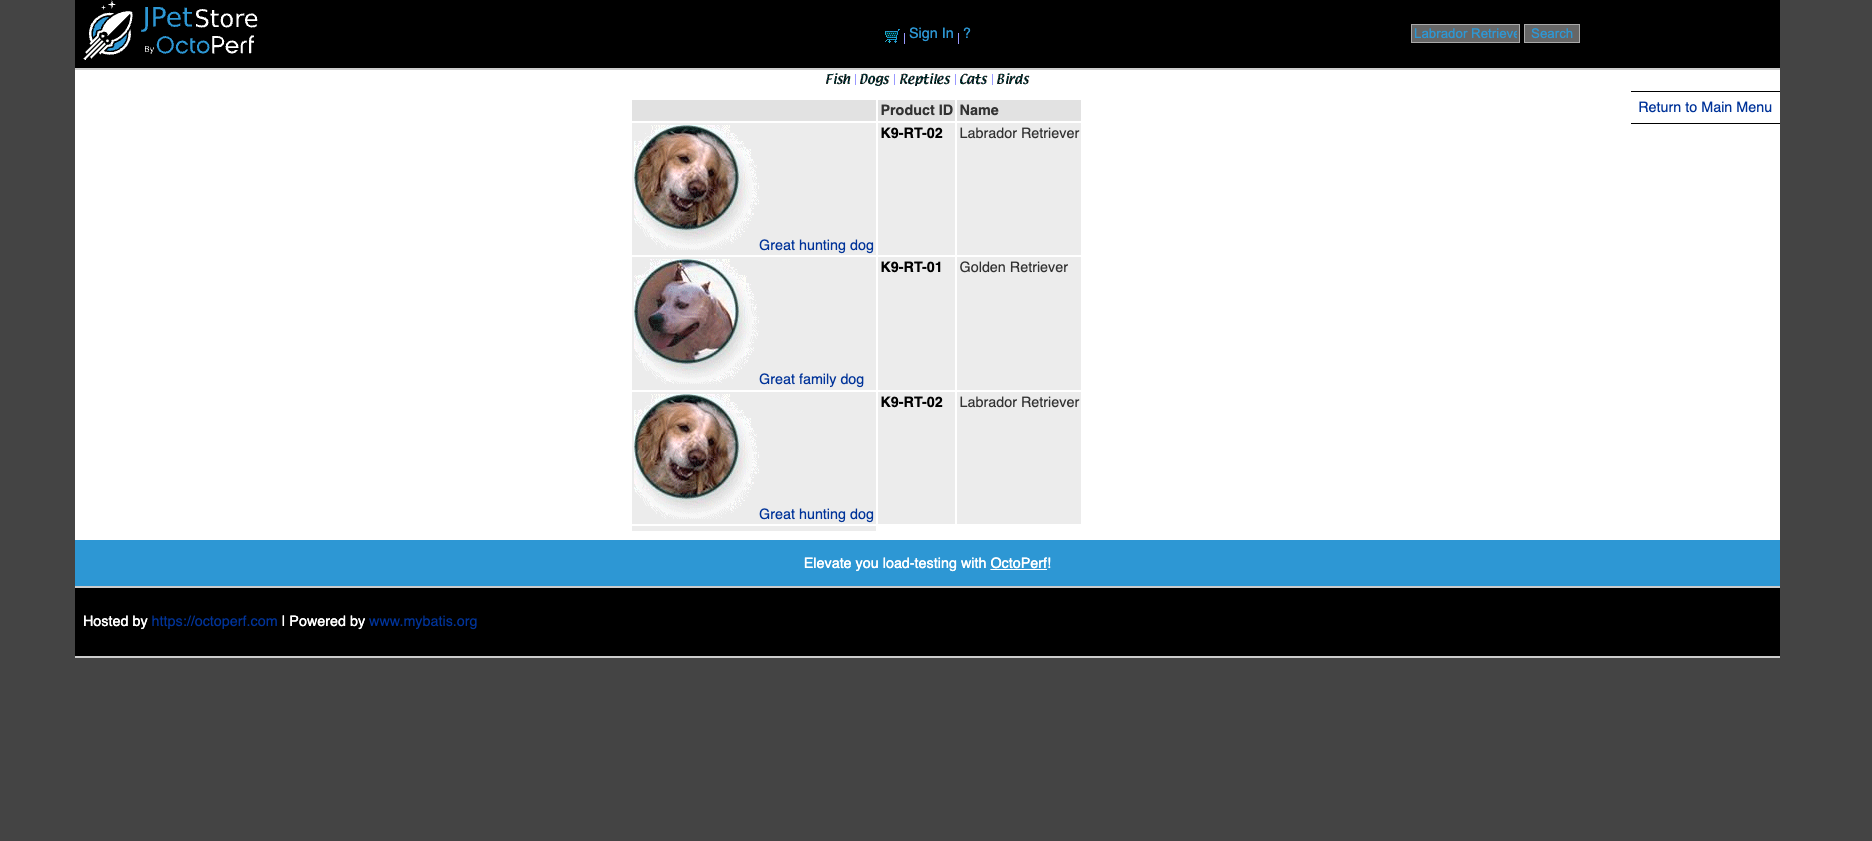 JPetStore
By OctoPerf
| Sign In | ?
Labrador Retrieve Search
Fish | Dogs | Reptiles | Cats | Birds
Return to Main Menu
Product ID Name
K9-RT-02 Labrador Retriever
Great hunting dog
K9-RT-01 Golden Retriever
Great family dog
K9-RT-02 Labrador Retriever
Great hunting dog
Elevate you load-testing with OctoPerf!
Hosted by https://octoperf.com | Powered by www.mybatis.org